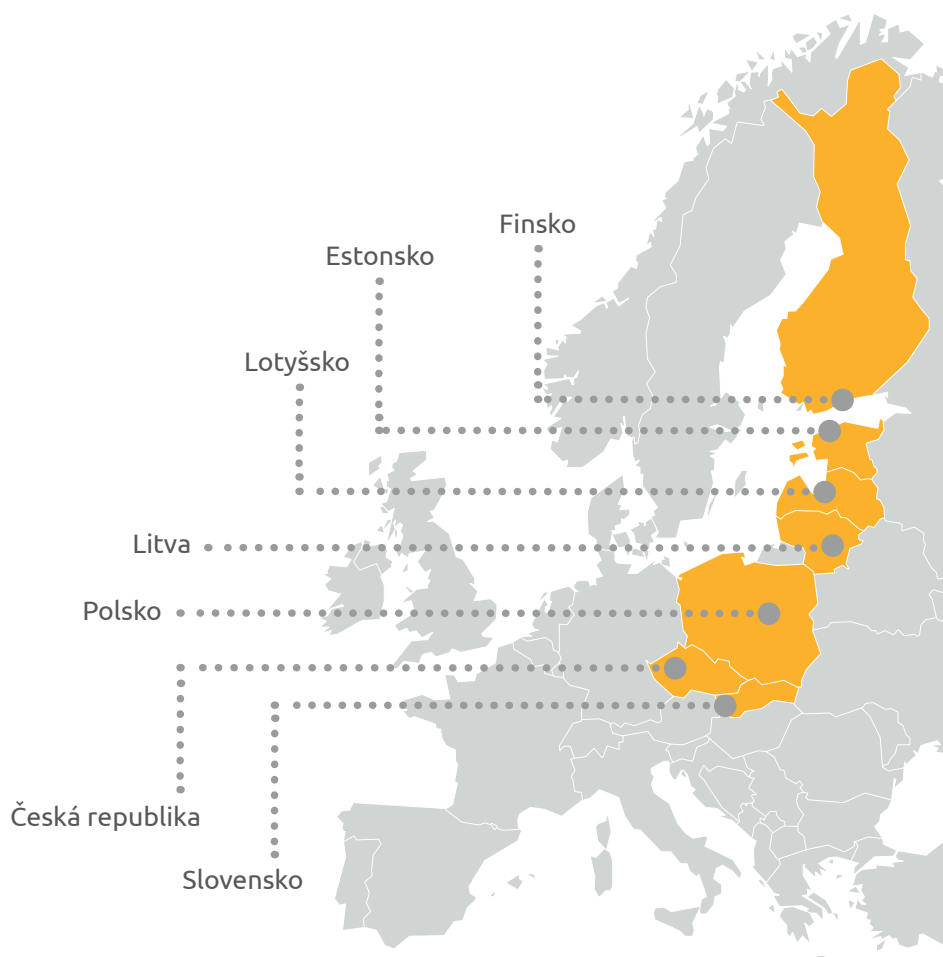 Finsko
Estonsko
Lotyšsko
Litva
Polsko
Česká republika
Slovensko